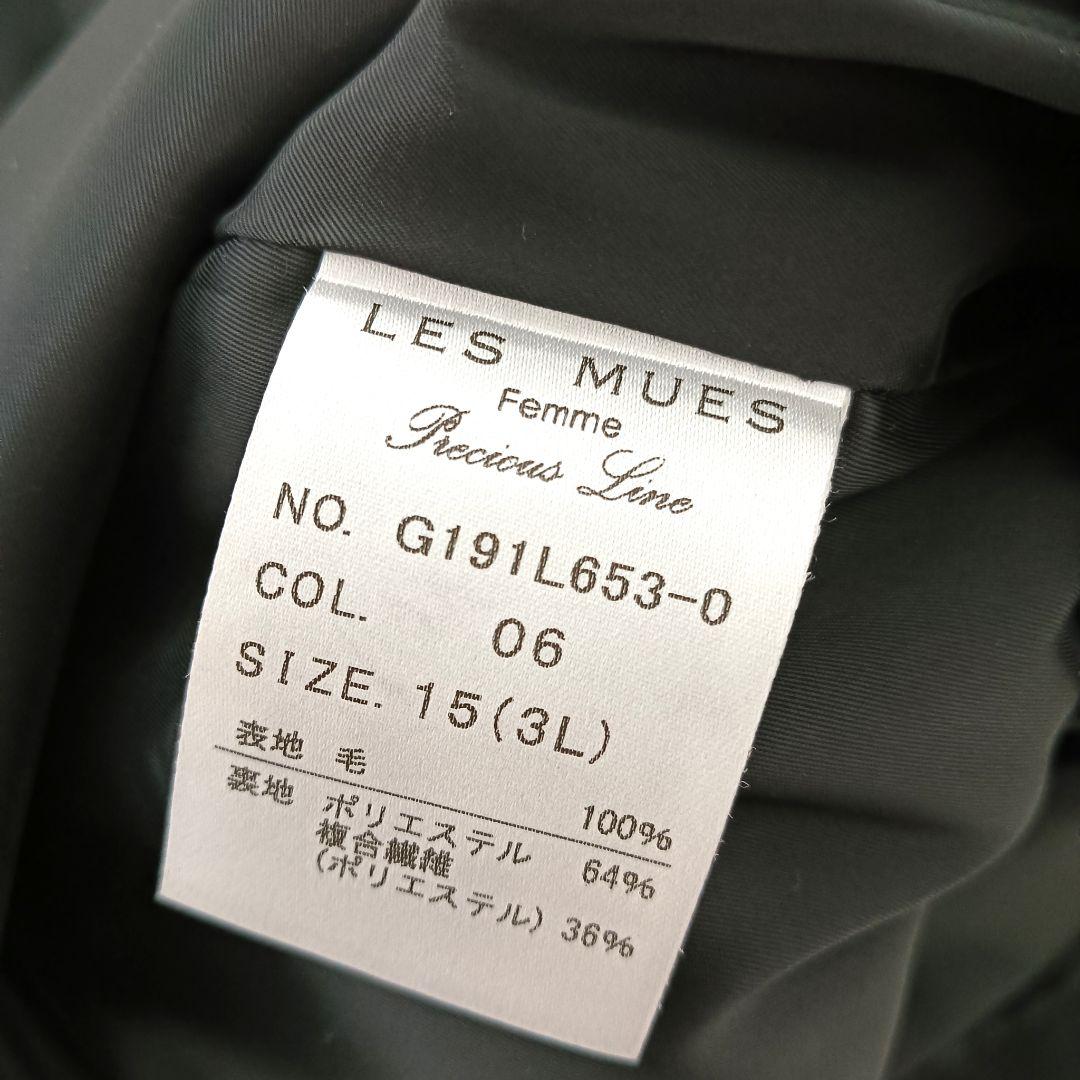 LES MUES
Femme
Precious Line
NO. G191L653-0
COL. 06
SIZE. 15(3L)
表地 毛 100%
裏地 ポリエステル 64%
複合繊維
(ポリエステル) 36%